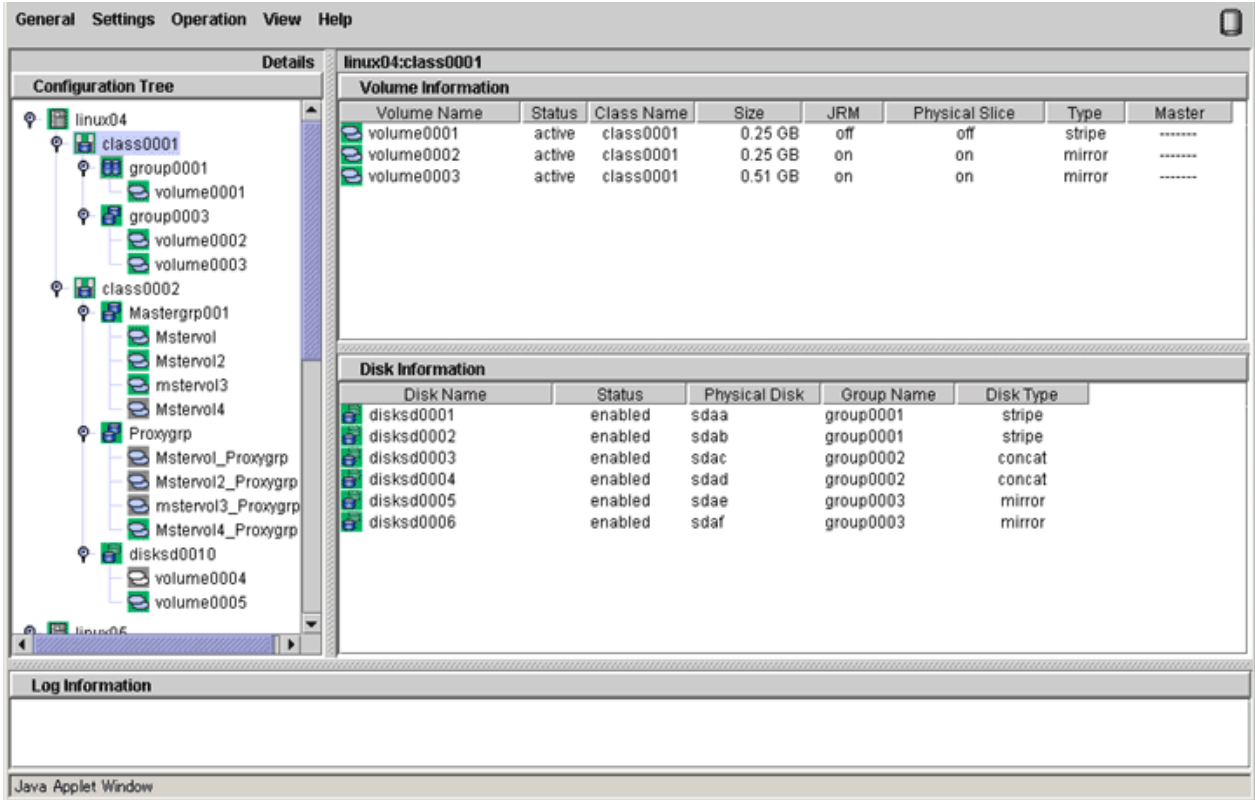 General Settings Operation View Help
Details
Configuration Tree
linux04
class0001
group0001
volume0001
group0003
volume0002
volume0003
class0002
Mastergrp001
Mstervol
Mstervol2
mstervol3
Mstervol4
Proxygrp
Mstervol_Proxygrp
Mstervol2_Proxygrp
mstervol3_Proxygrp
Mstervol4_Proxygrp
disksd0010
volume0004
volume0005
linux04:class0001
Volume Information
Volume Name Status Class Name Size JRM Physical Slice Type Master
volume0001 active class0001 0.25 GB off off stripe -------
volume0002 active class0001 0.25 GB on on mirror -------
volume0003 active class0001 0.51 GB on on mirror -------
Disk Information
Disk Name Status Physical Disk Group Name Disk Type
disksd0001 enabled sdaa group0001 stripe
disksd0002 enabled sdab group0001 stripe
disksd0003 enabled sdac group0002 concat
disksd0004 enabled sdad group0002 concat
disksd0005 enabled sdae group0003 mirror
disksd0006 enabled sdaf group0003 mirror
Log Information
Java Applet Window